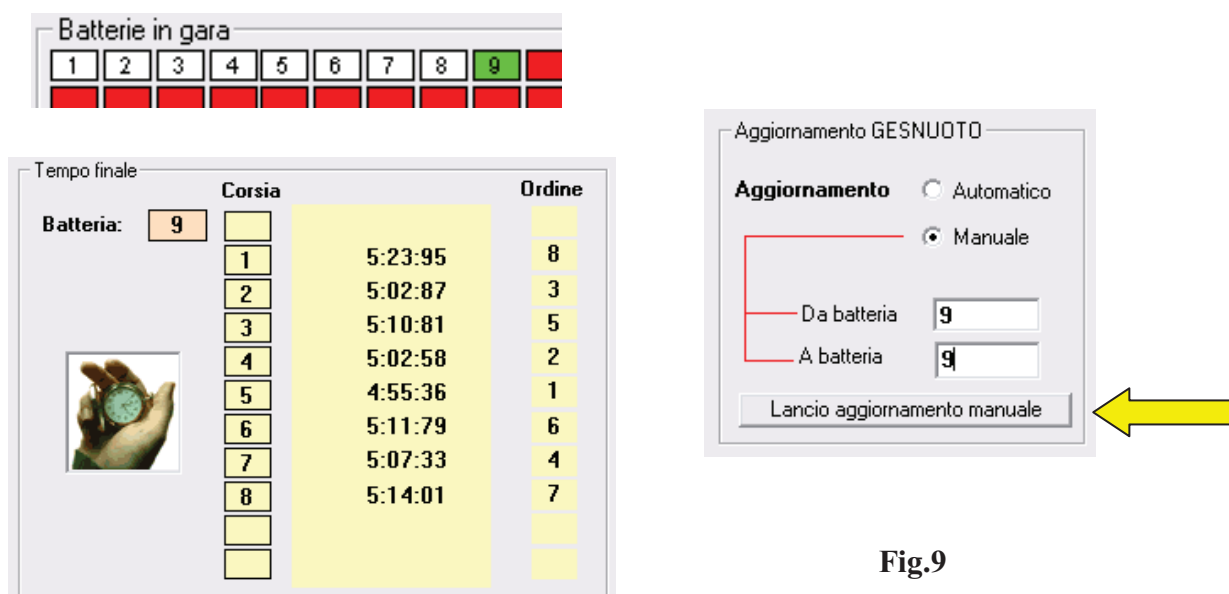 Batterie in gara
1 2 3 4 5 6 7 8 9
Tempo finale
Corsia Ordine
Batteria: 9
1 5:23:95 8
2 5:02:87 3
3 5:10:81 5
4 5:02:58 2
5 4:55:36 1
6 5:11:79 6
7 5:07:33 4
8 5:14:01 7
Aggiornamento GESNUOTO
Aggiornamento Automatico
Manuale
Da batteria 9
A batteria 9
Lancio aggiornamento manuale
Fig.9